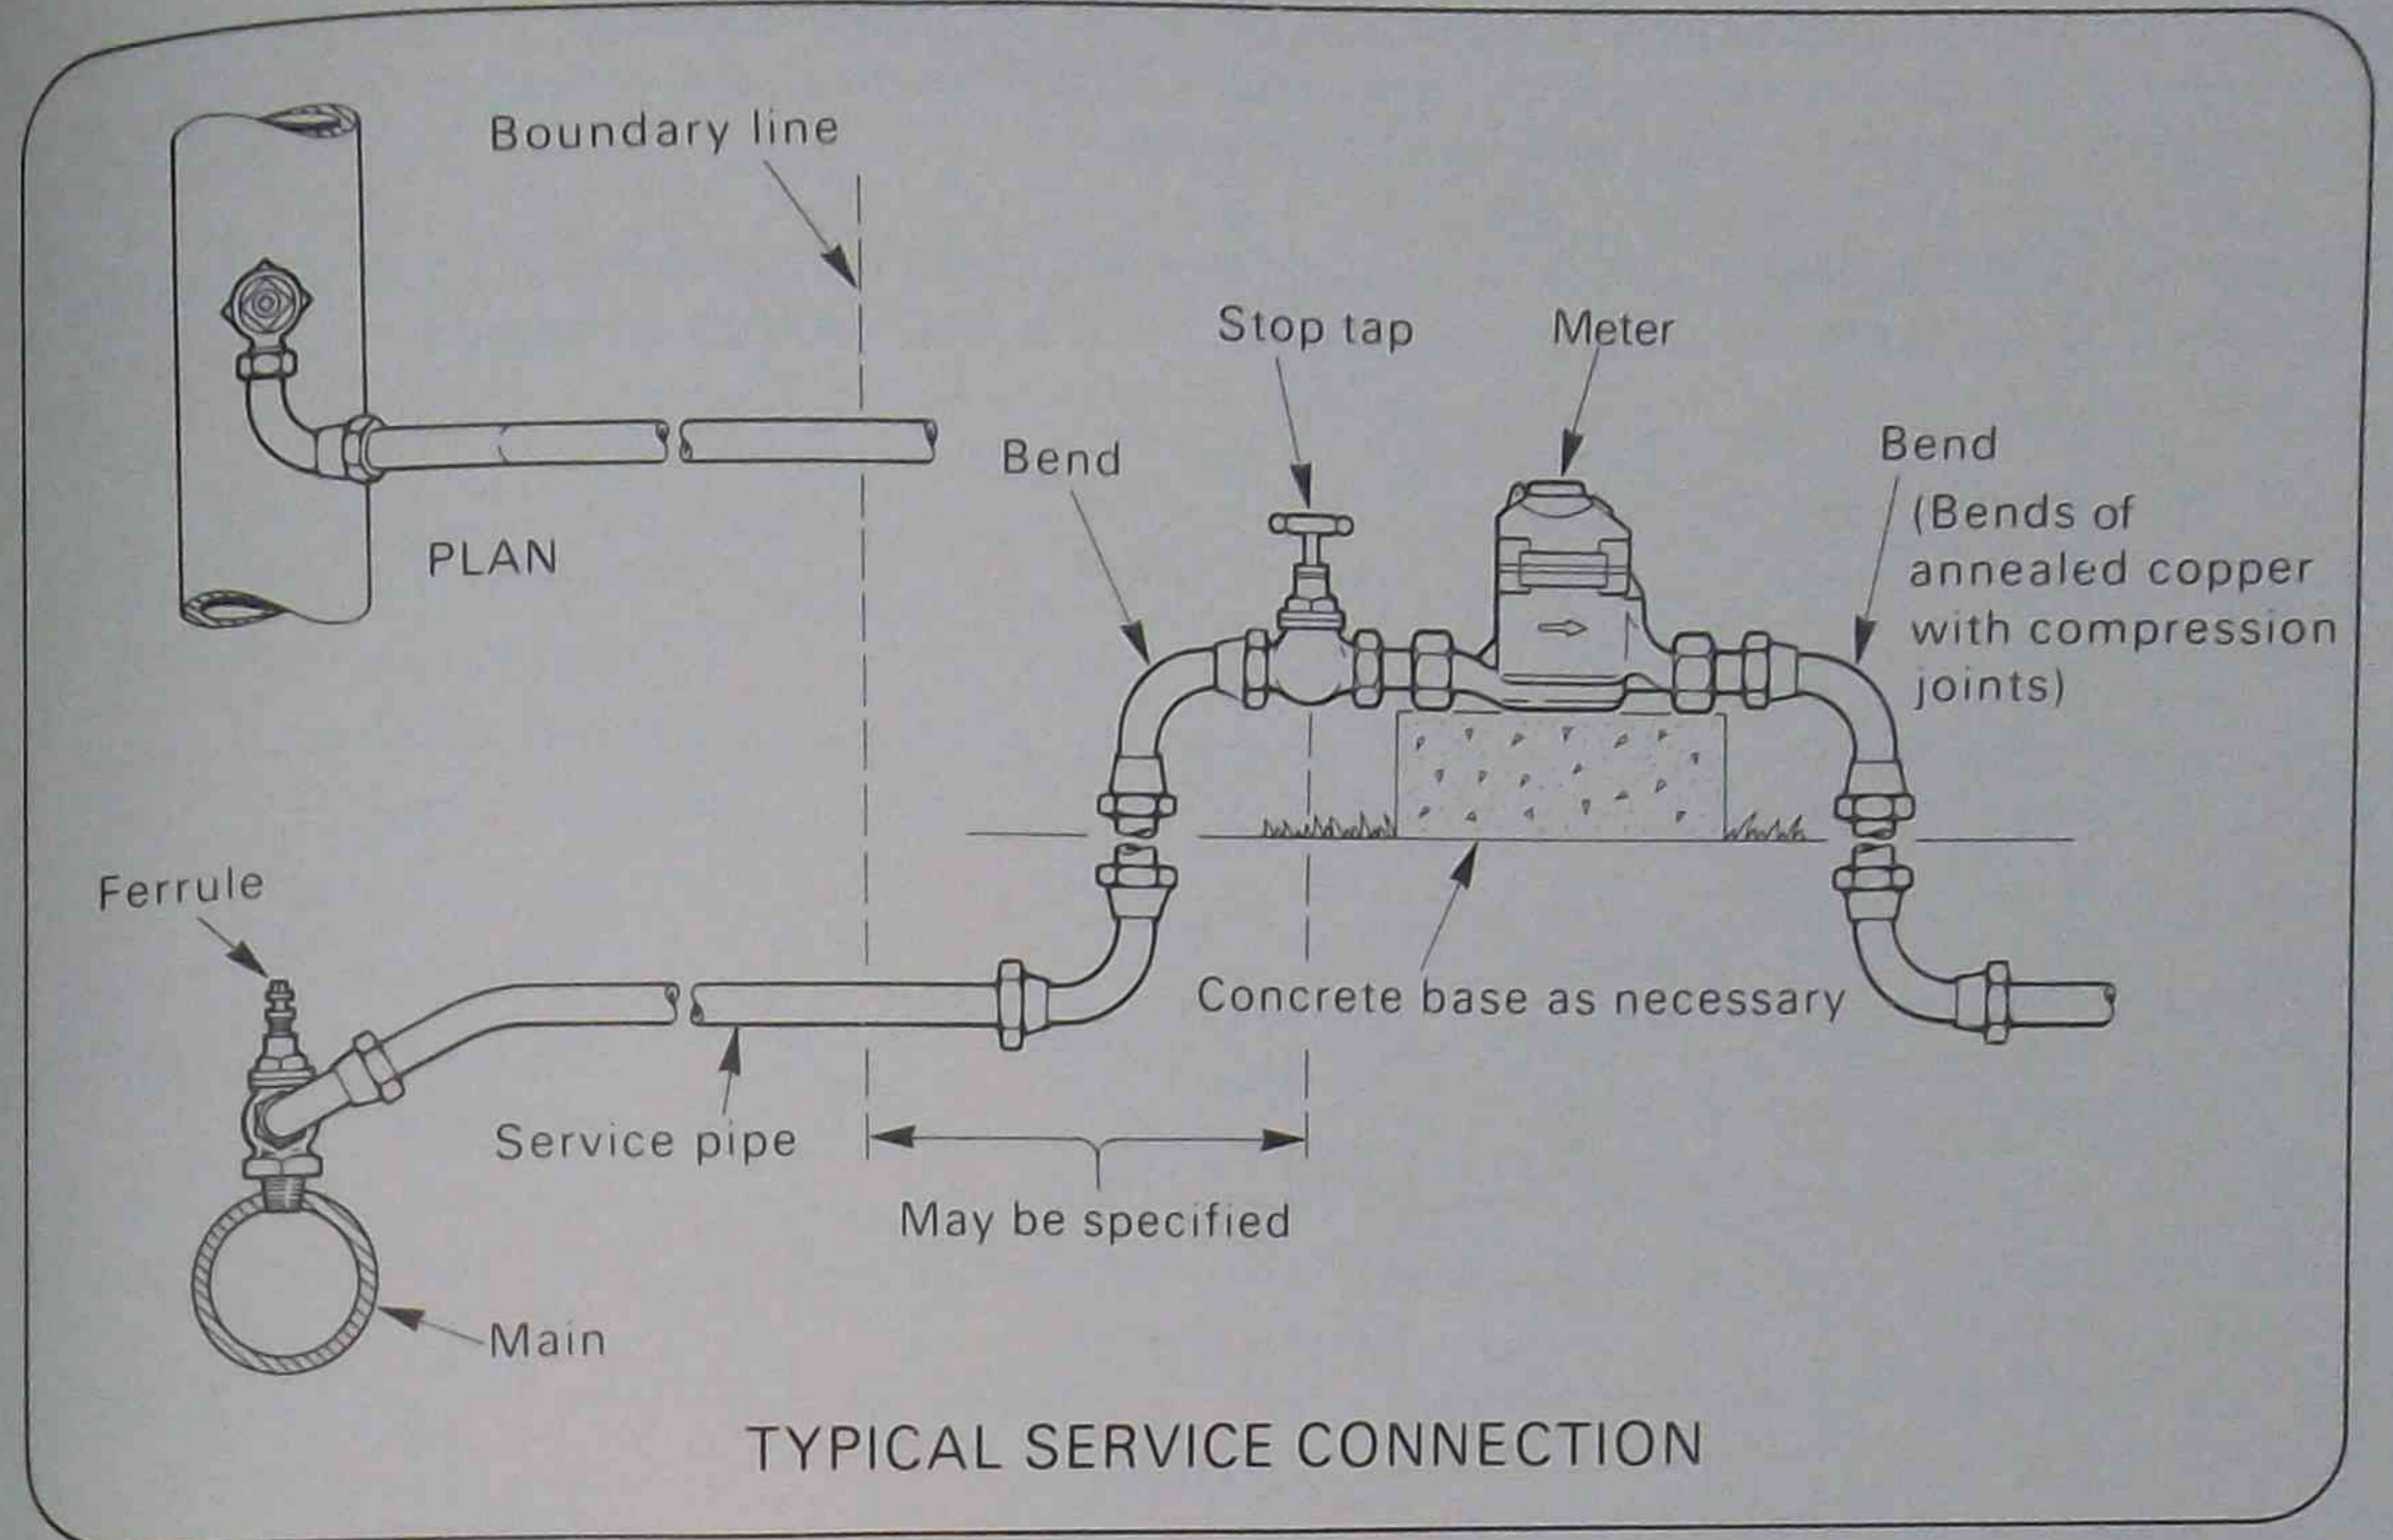 Boundary line
Stop tap
Meter
Bend
Bend
(Bends of
annealed copper
with compression
joints)
PLAN
Ferrule
Concrete base as necessary
Service pipe
May be specified
Main
TYPICAL SERVICE CONNECTION